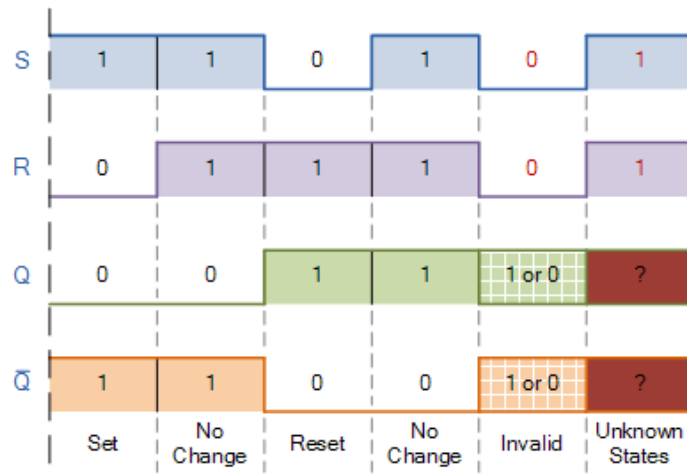 S 1 1 0 1 0 1
R 0 1 1 1 0 1
Q 0 0 1 1 1 or 0 ?
Q̅ 1 1 0 0 1 or 0 ?
Set No Change Reset No Change Invalid Unknown States